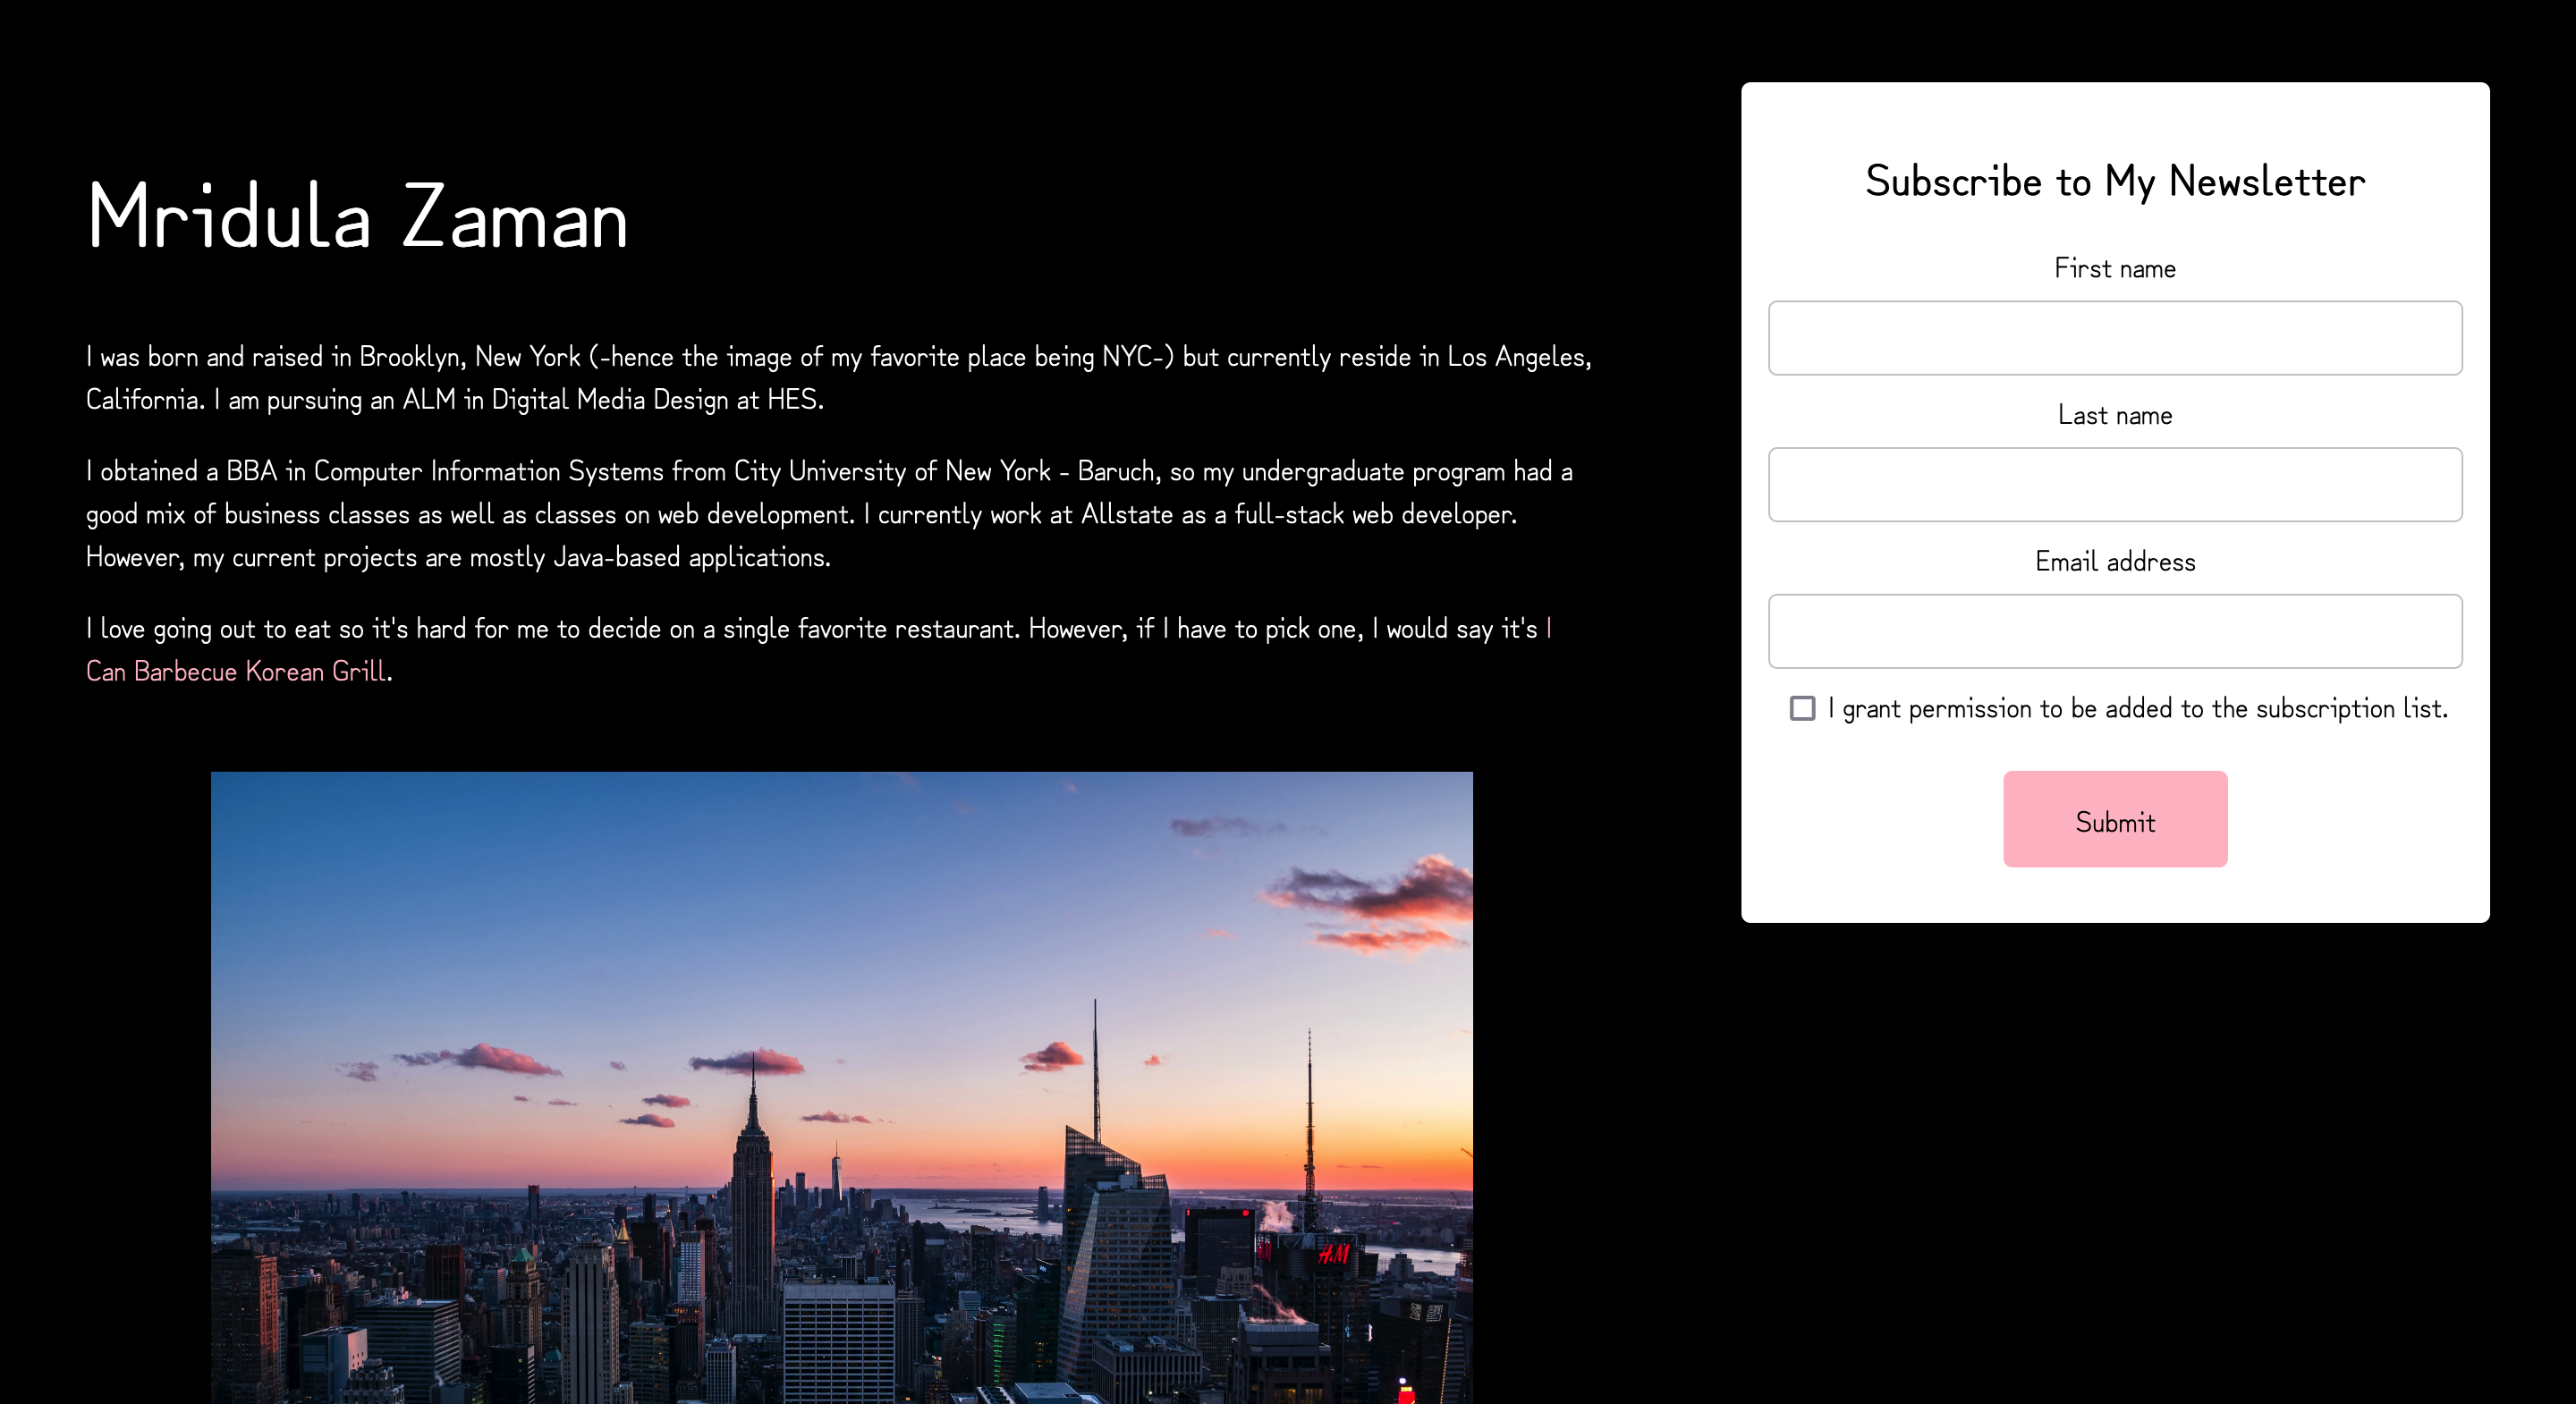 Mridula Zaman
I was born and raised in Brooklyn, New York (-hence the image of my favorite place being NYC-) but currently reside in Los Angeles,
California. I am pursuing an ALM in Digital Media Design at HES.
I obtained a BBA in Computer Information Systems from City University of New York - Baruch, so my undergraduate program had a
good mix of business classes as well as classes on web development. I currently work at Allstate as a full-stack web developer.
However, my current projects are mostly Java-based applications.
I love going out to eat so it's hard for me to decide on a single favorite restaurant. However, if I have to pick one, I would say it's I
Can Barbecue Korean Grill.
H&M
Subscribe to My Newsletter
First name
Last name
Email address
I grant permission to be added to the subscription list.
Submit